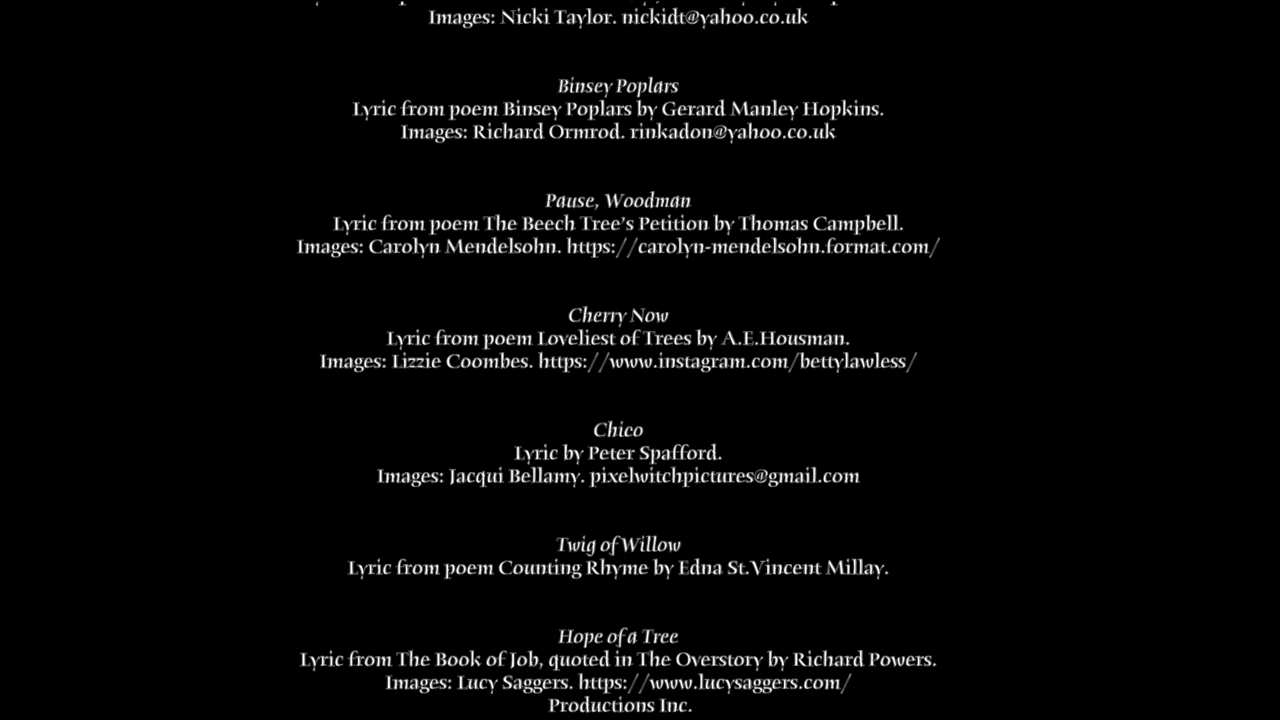 Images: Nicki Taylor. nickidt@yahoo.co.uk
Binsey Poplars
Lyric from poem Binsey Poplars by Gerard Manley Hopkins.
Images: Richard Ormrod. rinkadon@yahoo.co.uk
Pause, Woodman
Lyric from poem The Beech Tree's Petition by Thomas Campbell.
Images: Carolyn Mendelsohn. https://carolyn-mendelsohn.format.com/
Cherry Now
Lyric from poem Loveliest of Trees by A.E.Housman.
Images: Lizzie Coombes. https://www.instagram.com/bettylawless/
Chico
Lyric by Peter Spafford.
Images: Jacqui Bellamy. pixelwitchpictures@gmail.com
Twig of Willow
Lyric from poem Counting Rhyme by Edna St.Vincent Millay.
Hope of a Tree
Lyric from The Book of Job, quoted in The Overstory by Richard Powers.
Images: Lucy Saggers. https://www.lucysaggers.com/
Productions Inc.